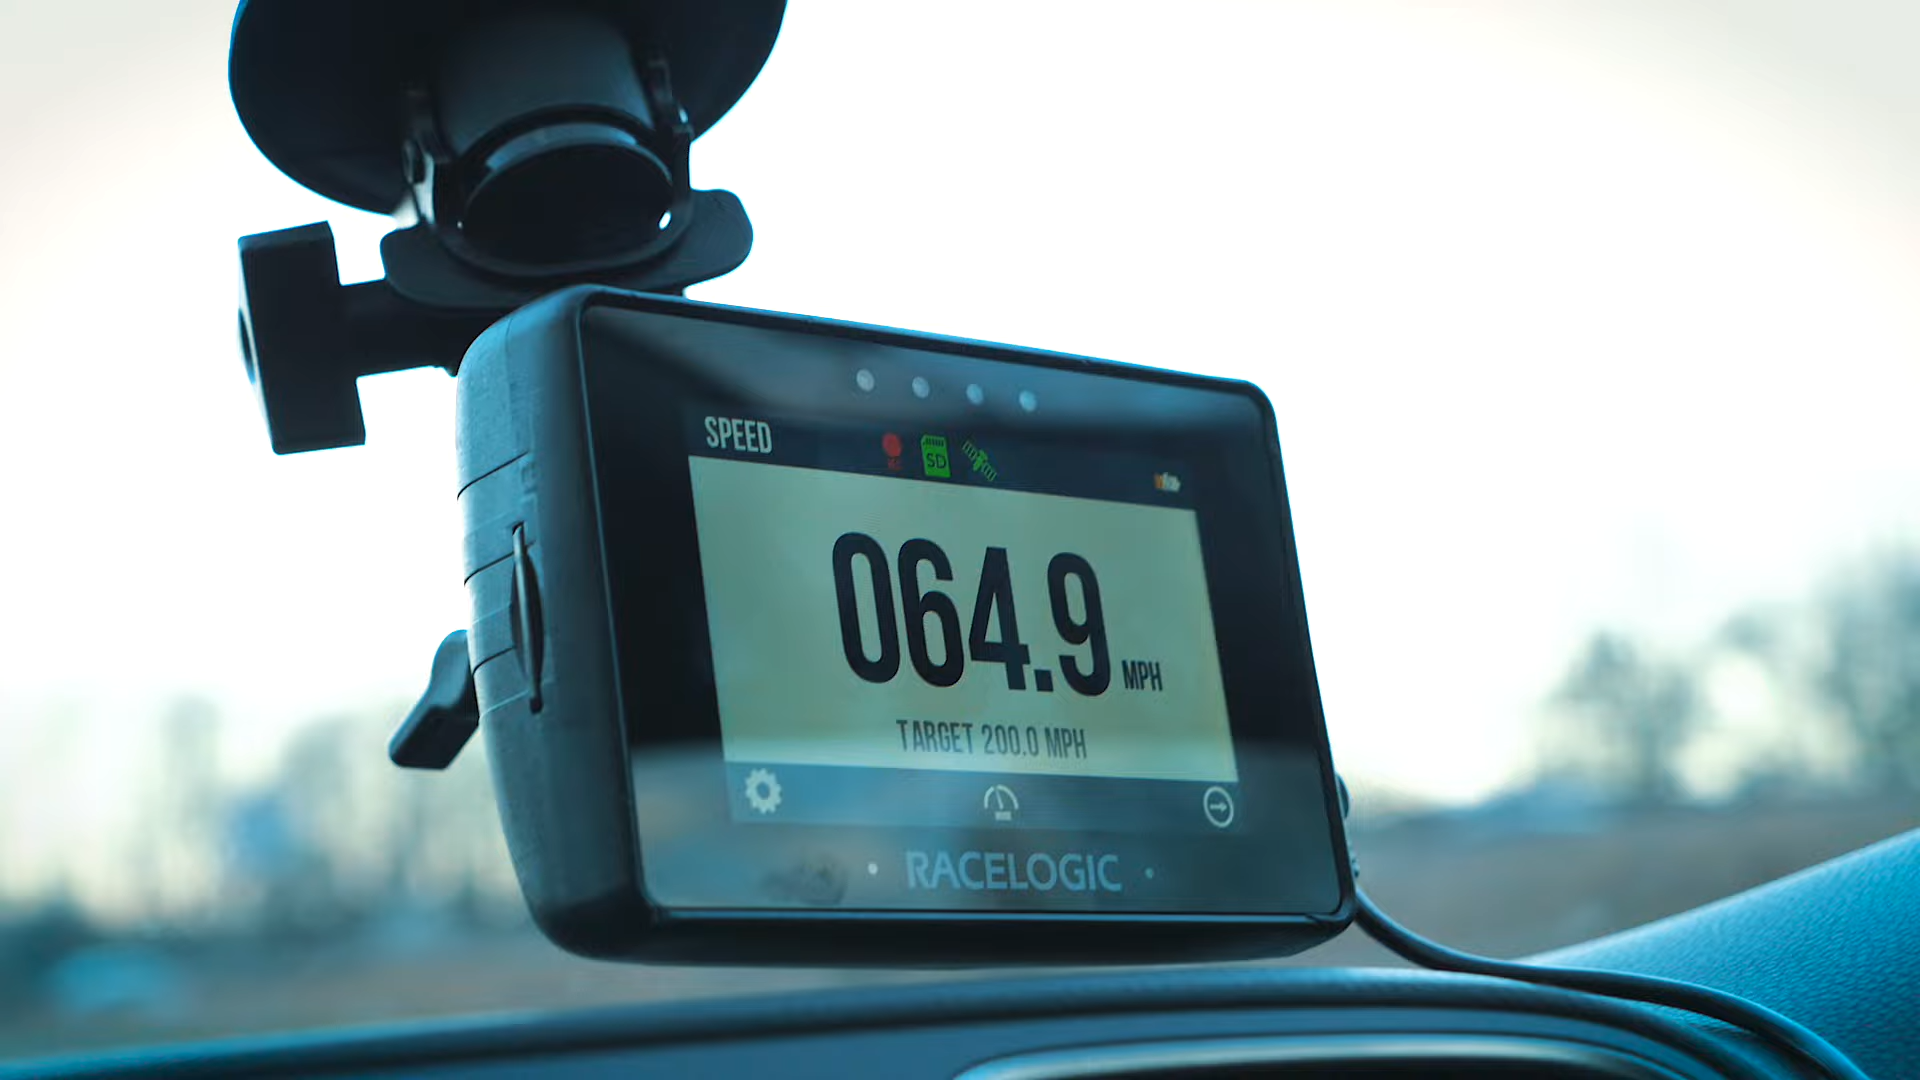 SPEED
SD
064.9 MPH
TARGET 200.0 MPH
RACELOGIC